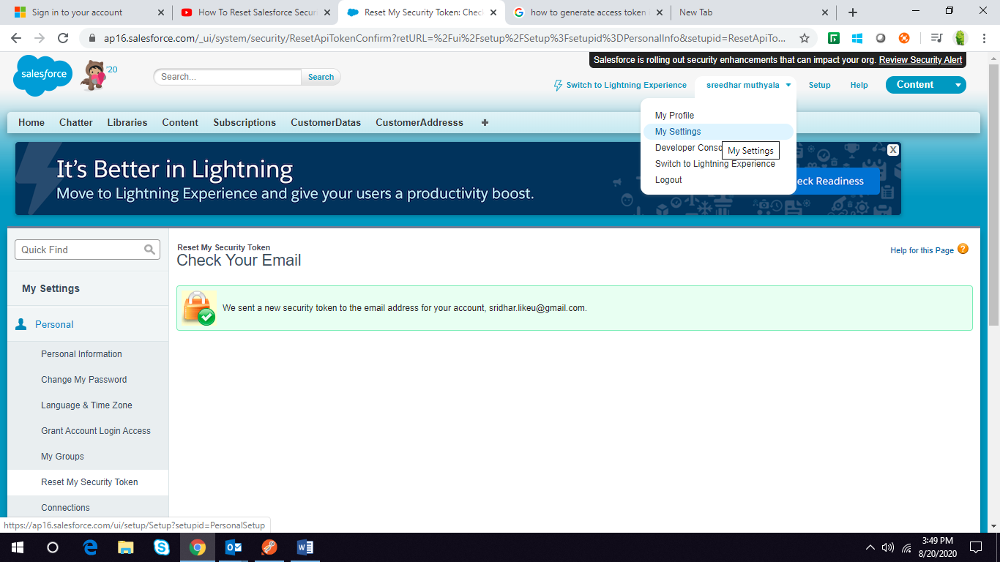 Sign in to your account
How To Reset Salesforce Secur
Reset My Security Token: Chec
how to generate access token
New Tab
ap16.salesforce.com/_ui/system/security/ResetApiTokenConfirm?retURL=%2Fui%2Fsetup%2FSetup%3Fsetupid%3DPersonalInfo&setupid=ResetApiTo...
Salesforce is rolling out security enhancements that can impact your org. Review Security Alert
salesforce
'20
Search...
Search
Switch to Lightning Experience
sreedhar muthyala
Setup
Help
Content
My Profile
My Settings
Developer Conso
My Settings
Switch to Lightning Experience
Logout
Home
Chatter
Libraries
Content
Subscriptions
CustomerDatas
CustomerAddresss
It's Better in Lightning
Move to Lightning Experience and give your users a productivity boost.
eck Readiness
X
Quick Find
My Settings
Personal
Personal Information
Change My Password
Language & Time Zone
Grant Account Login Access
My Groups
Reset My Security Token
Connections
Reset My Security Token
Check Your Email
Help for this Page
?
We sent a new security token to the email address for your account, sridhar.likeu@gmail.com.
https://ap16.salesforce.com/ui/setup/Setup?setupid=PersonalSetup
3:49 PM
8/20/2020